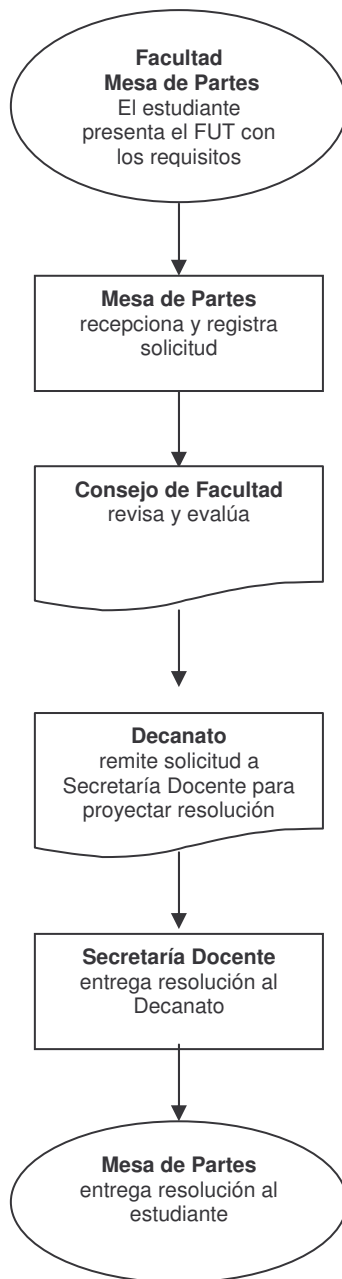 Facultad
Mesa de Partes
El estudiante
presenta el FUT con
los requisitos
Mesa de Partes
recepciona y registra
solicitud
Consejo de Facultad
revisa y evalúa
Decanato
remite solicitud a
Secretaría Docente para
proyectar resolución
Secretaría Docente
entrega resolución al
Decanato
Mesa de Partes
entrega resolución al
estudiante